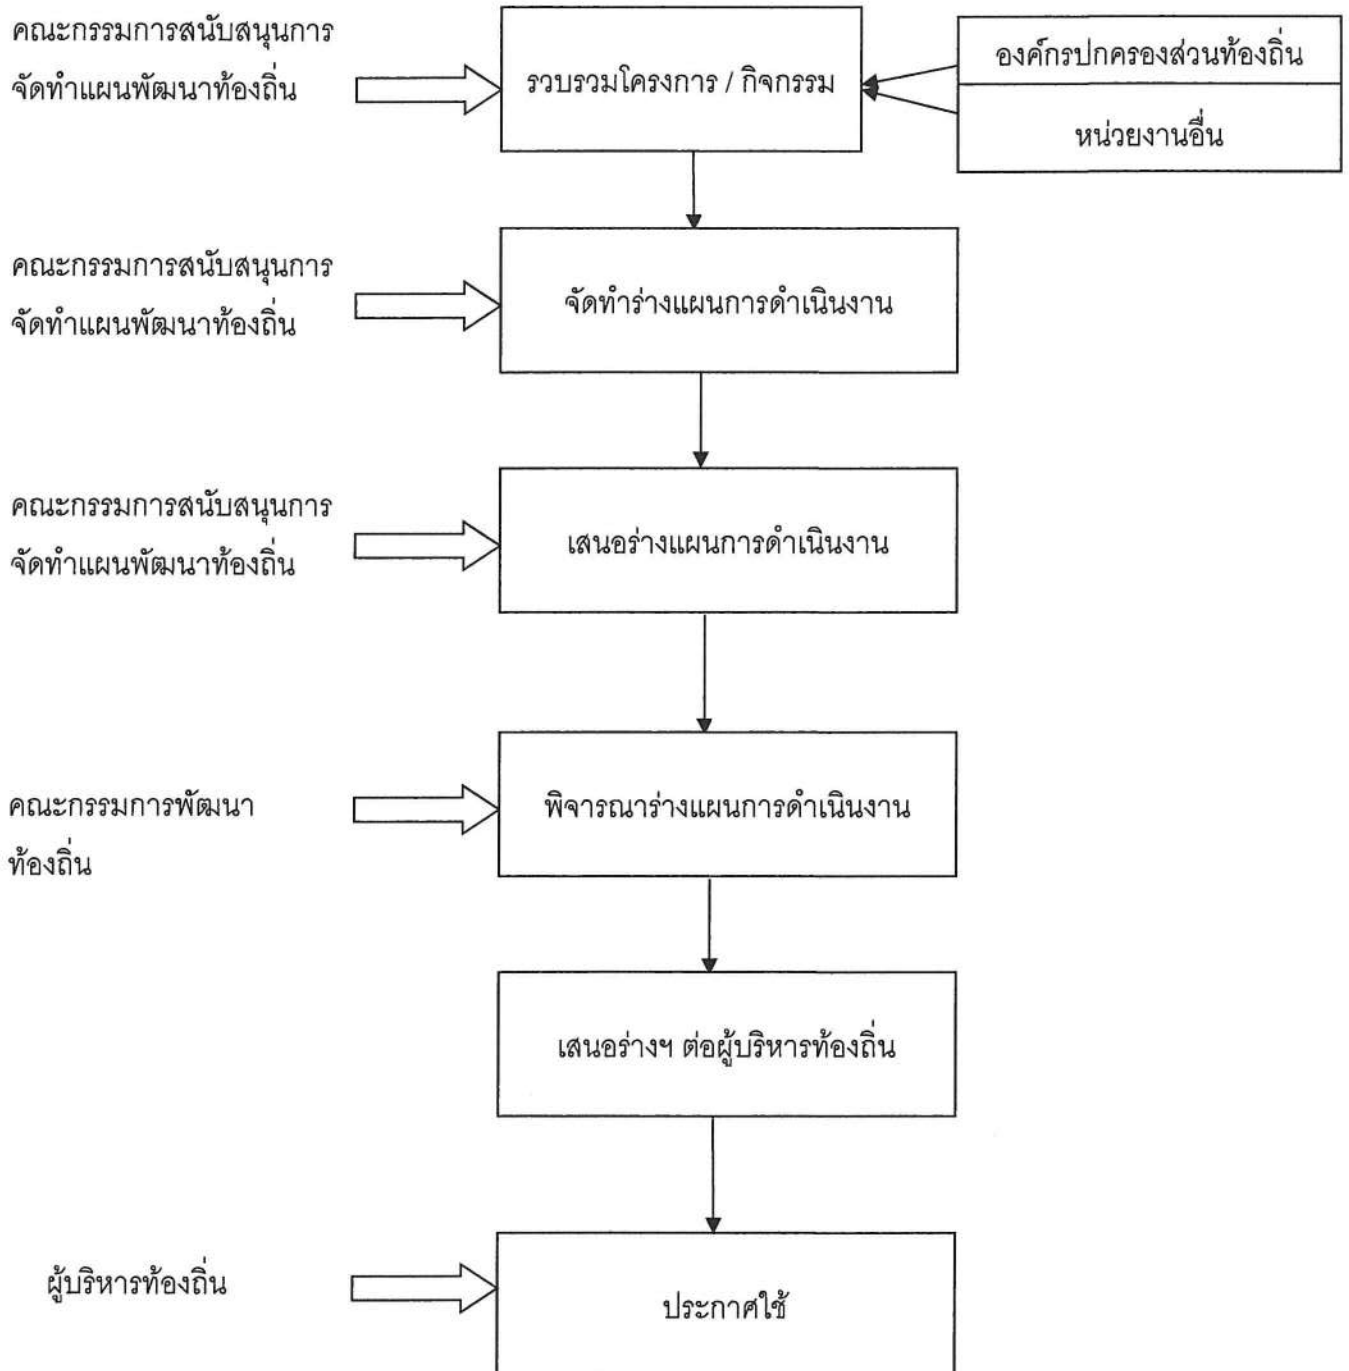 คณะกรรมการสนับสนุนการ
จัดทำแผนพัฒนาท้องถิ่น
รวบรวมโครงการ / กิจกรรม
องค์กรปกครองส่วนท้องถิ่น
หน่วยงานอื่น
คณะกรรมการสนับสนุนการ
จัดทำแผนพัฒนาท้องถิ่น
จัดทำร่างแผนการดำเนินงาน
คณะกรรมการสนับสนุนการ
จัดทำแผนพัฒนาท้องถิ่น
เสนอร่างแผนการดำเนินงาน
คณะกรรมการพัฒนา
ท้องถิ่น
พิจารณาร่างแผนการดำเนินงาน
เสนอร่างฯ ต่อผู้บริหารท้องถิ่น
ผู้บริหารท้องถิ่น
ประกาศใช้